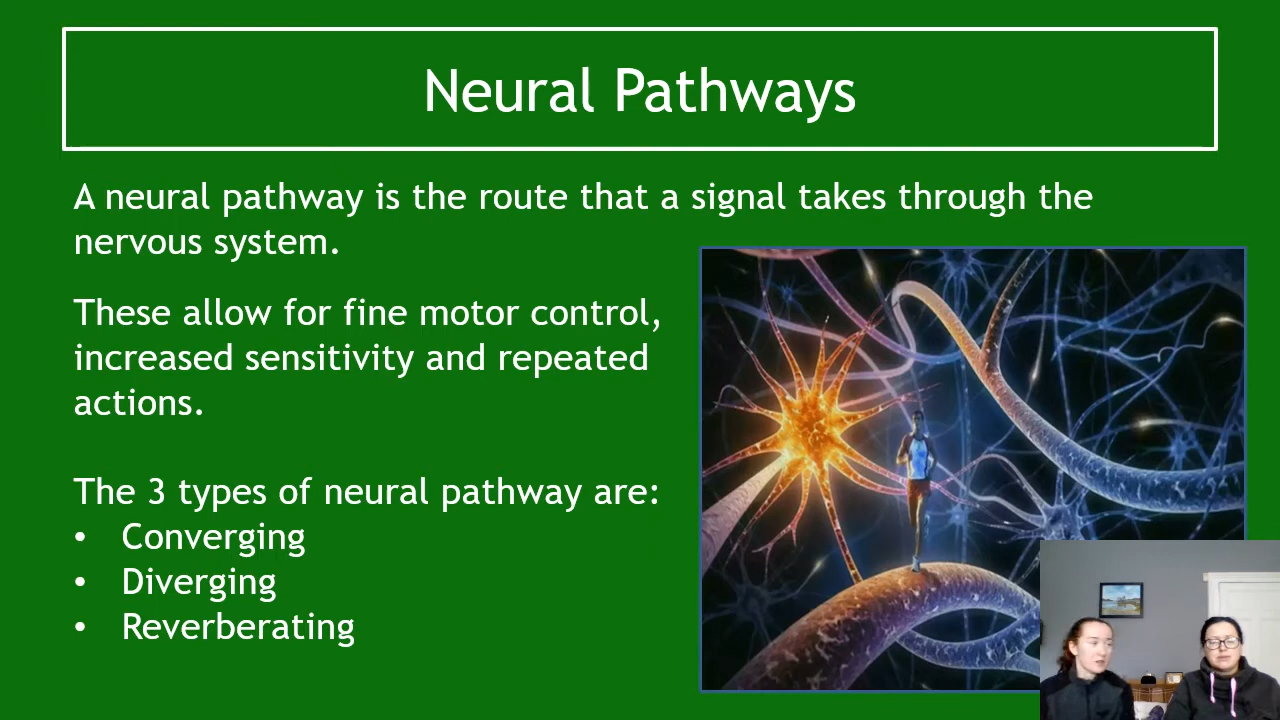 Neural Pathways
A neural pathway is the route that a signal takes through the
nervous system.
These allow for fine motor control,
increased sensitivity and repeated
actions.
The 3 types of neural pathway are:
• Converging
• Diverging
• Reverberating